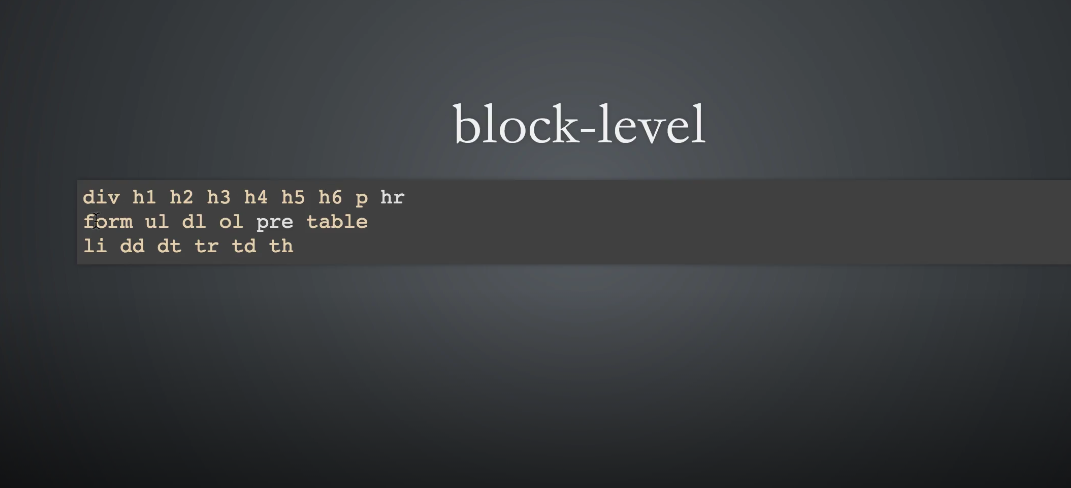 block-level
div h1 h2 h3 h4 h5 h6 p hr
form ul dl ol pre table
li dd dt tr td th